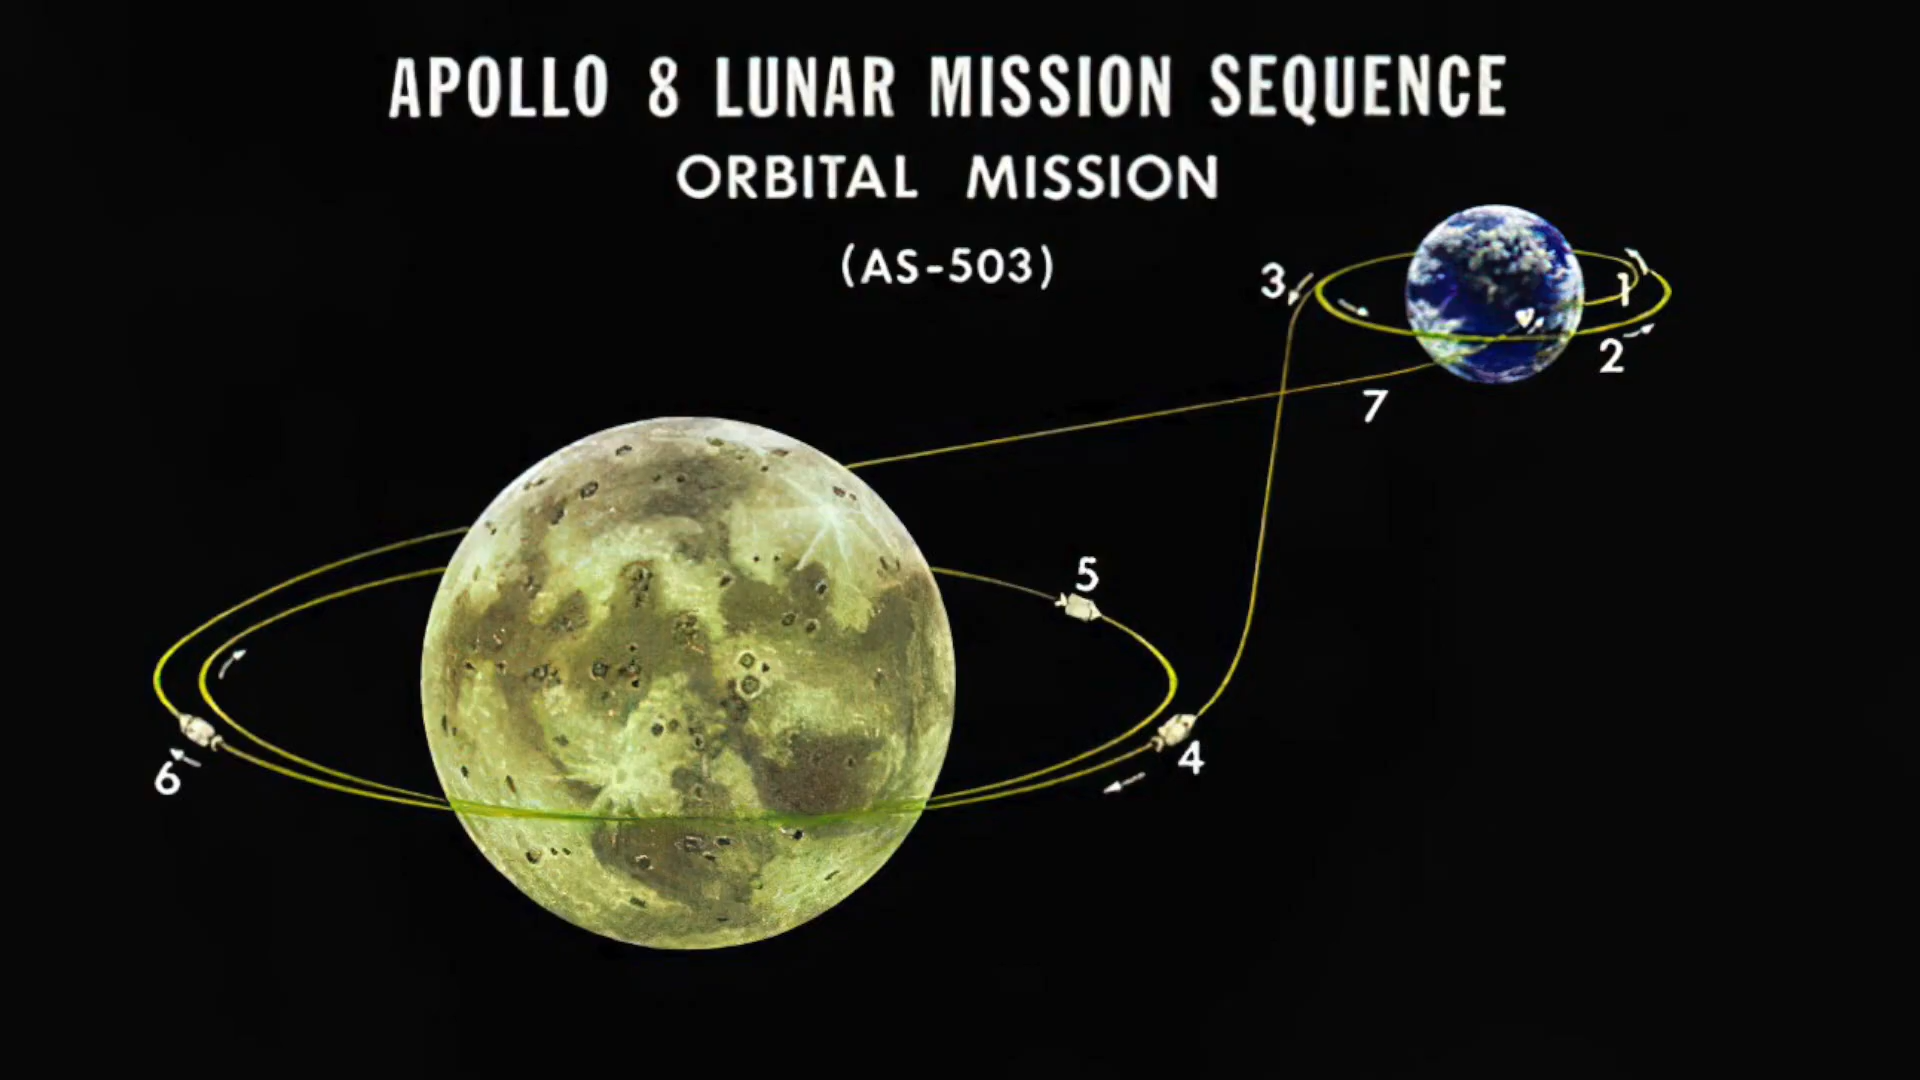 APOLLO 8 LUNAR MISSION SEQUENCE
ORBITAL MISSION
(AS-503)
3
1
2
7
5
4
6